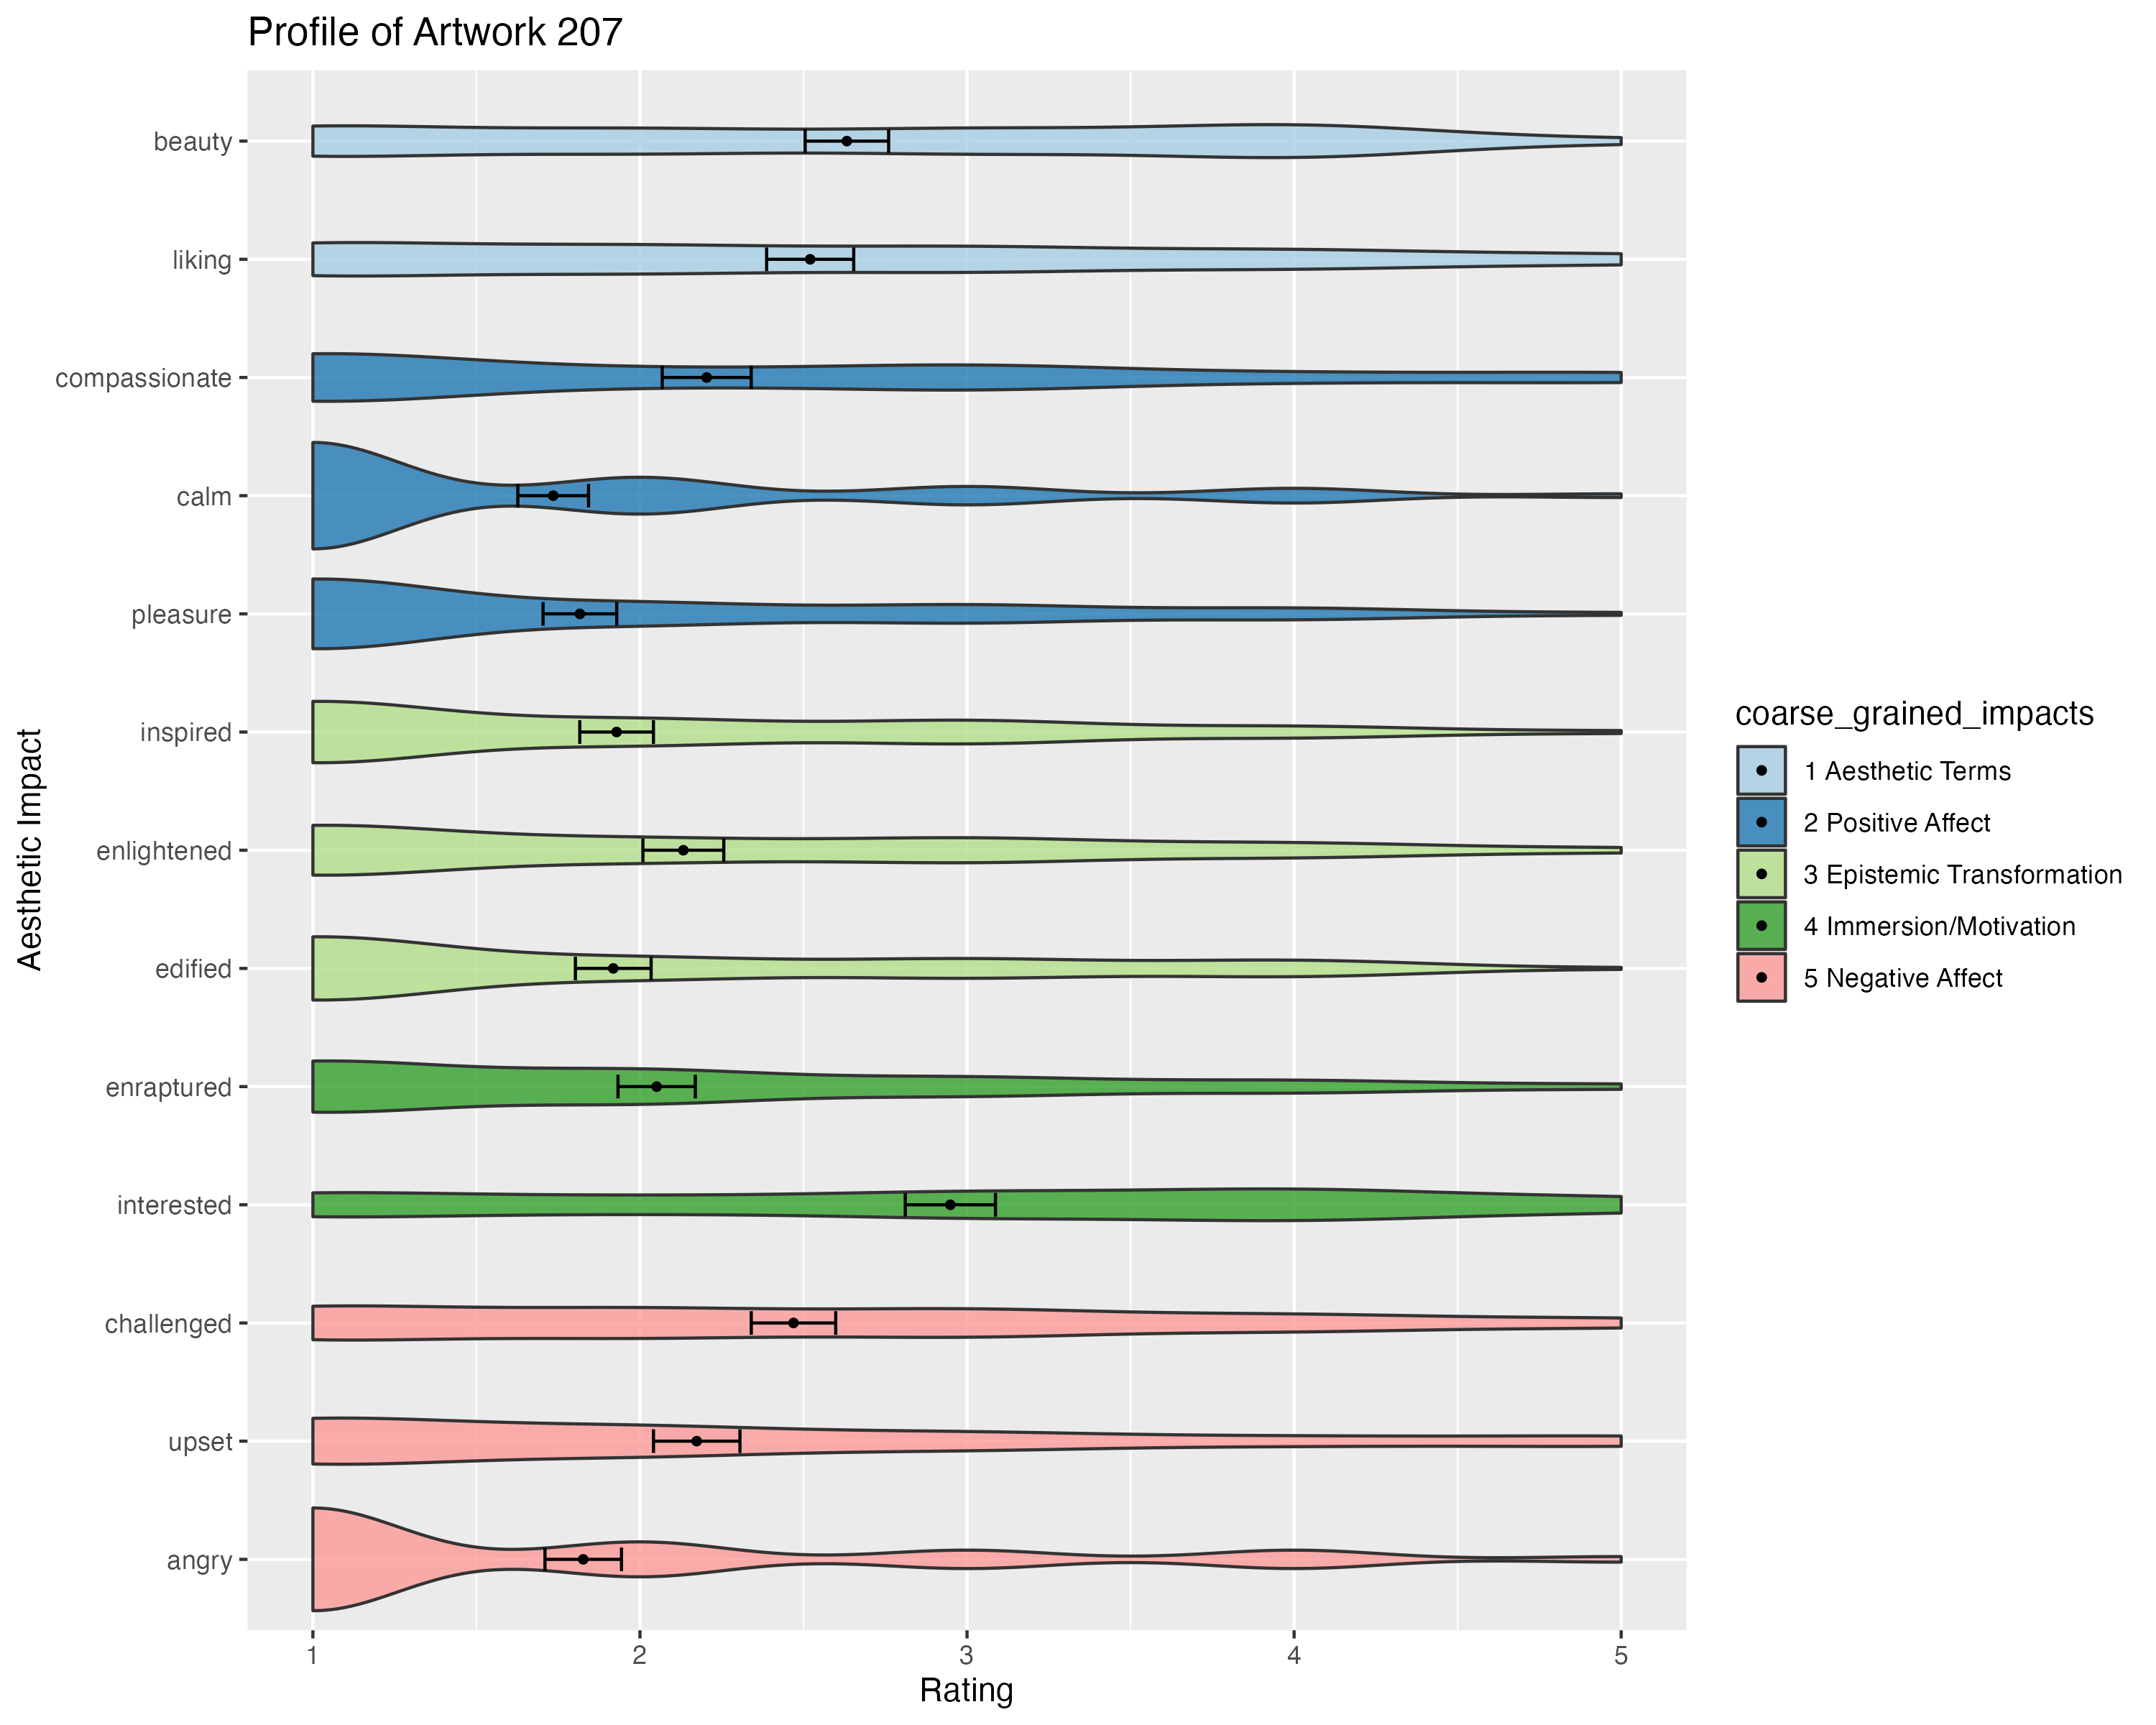 Profile of Artwork 207
Aesthetic Impact
beauty
liking
compassionate
calm
pleasure
inspired
enlightened
edified
enraptured
interested
challenged
upset
angry
1 2 3 4 5
Rating
coarse_grained_impacts
1 Aesthetic Terms
2 Positive Affect
3 Epistemic Transformation
4 Immersion/Motivation
5 Negative Affect